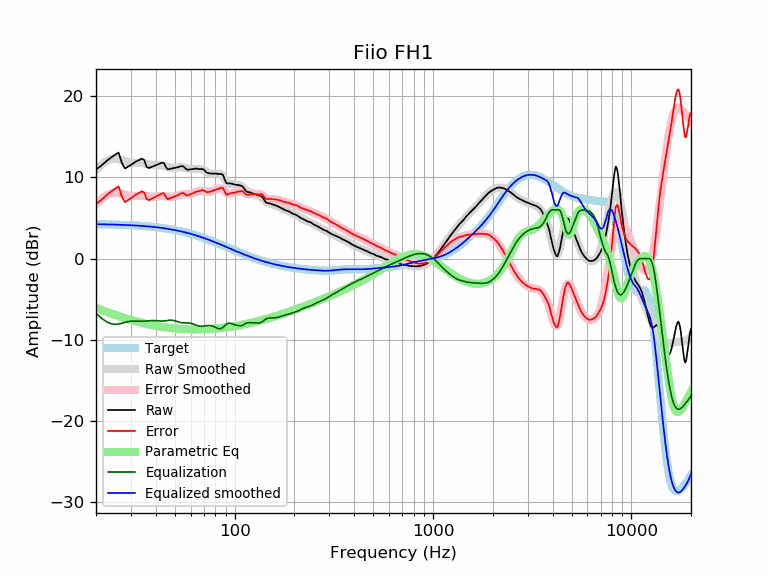 Fiio FH1
20
10
0
−10
−20
−30
Amplitude (dBr)
Target
Raw Smoothed
Error Smoothed
Raw
Error
Parametric Eq
Equalization
Equalized smoothed
100
1000
10000
Frequency (Hz)